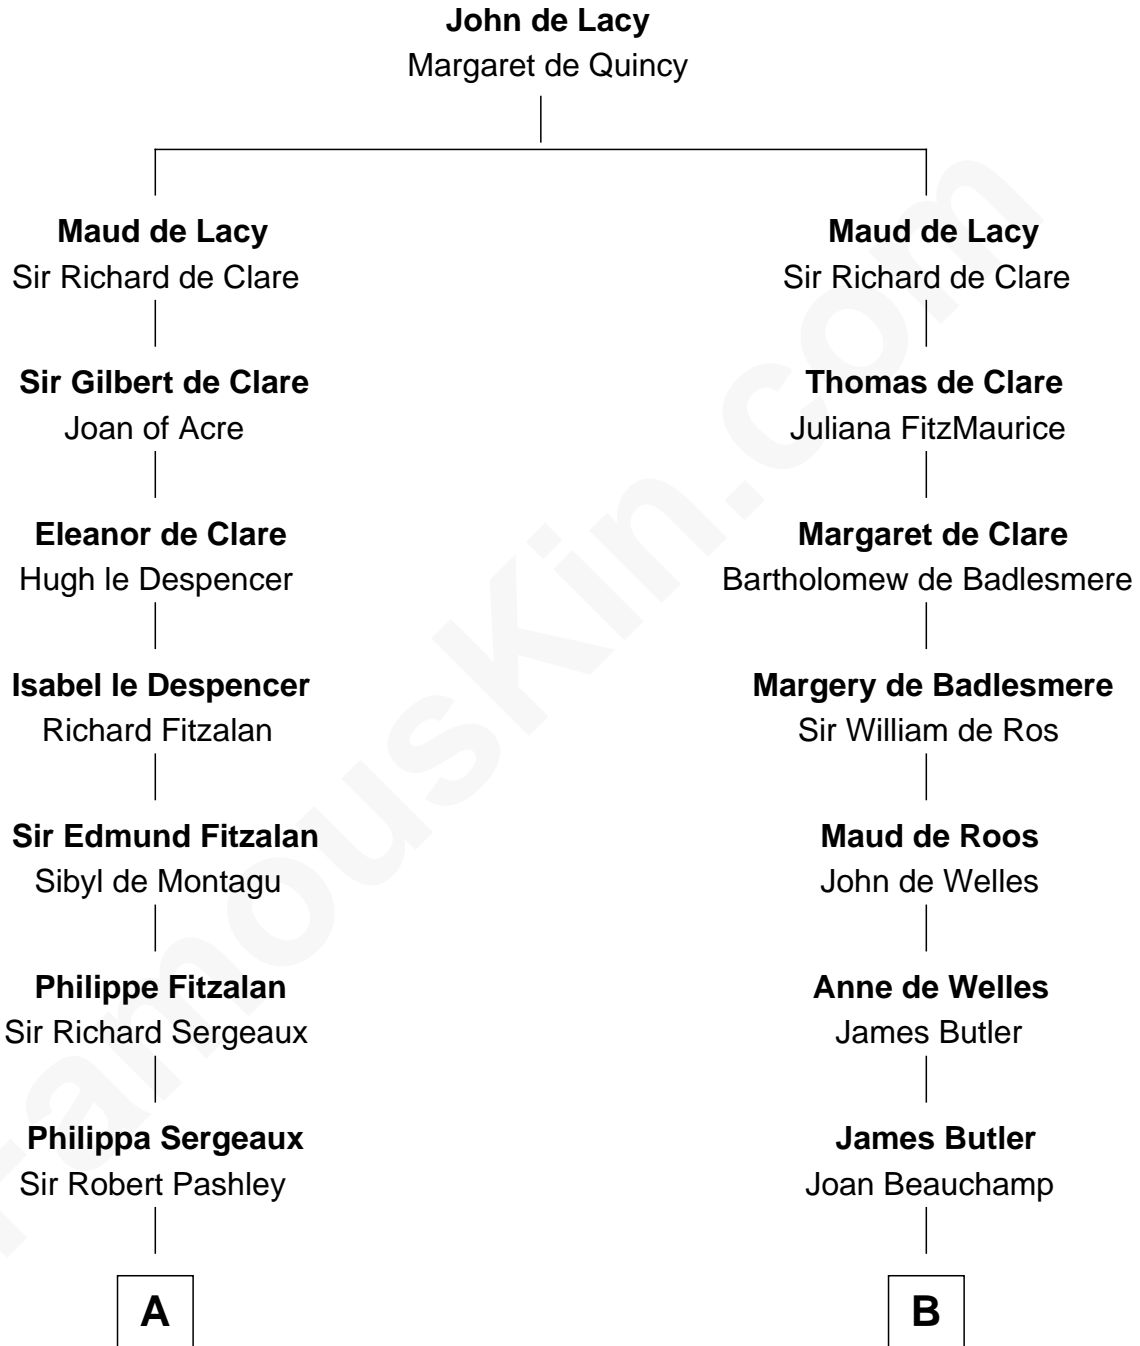 John de Lacy
Margaret de Quincy
Maud de Lacy
Sir Richard de Clare
Sir Gilbert de Clare
Joan of Acre
Eleanor de Clare
Hugh le Despencer
Isabel le Despencer
Richard Fitzalan
Sir Edmund Fitzalan
Sibyl de Montagu
Philippe Fitzalan
Sir Richard Sergeaux
Philippa Sergeaux
Sir Robert Pashley
A
Maud de Lacy
Sir Richard de Clare
Thomas de Clare
Juliana FitzMaurice
Margaret de Clare
Bartholomew de Badlesmere
Margery de Badlesmere
Sir William de Ros
Maud de Roos
John de Welles
Anne de Welles
James Butler
James Butler
Joan Beauchamp
B
FamousKin.com